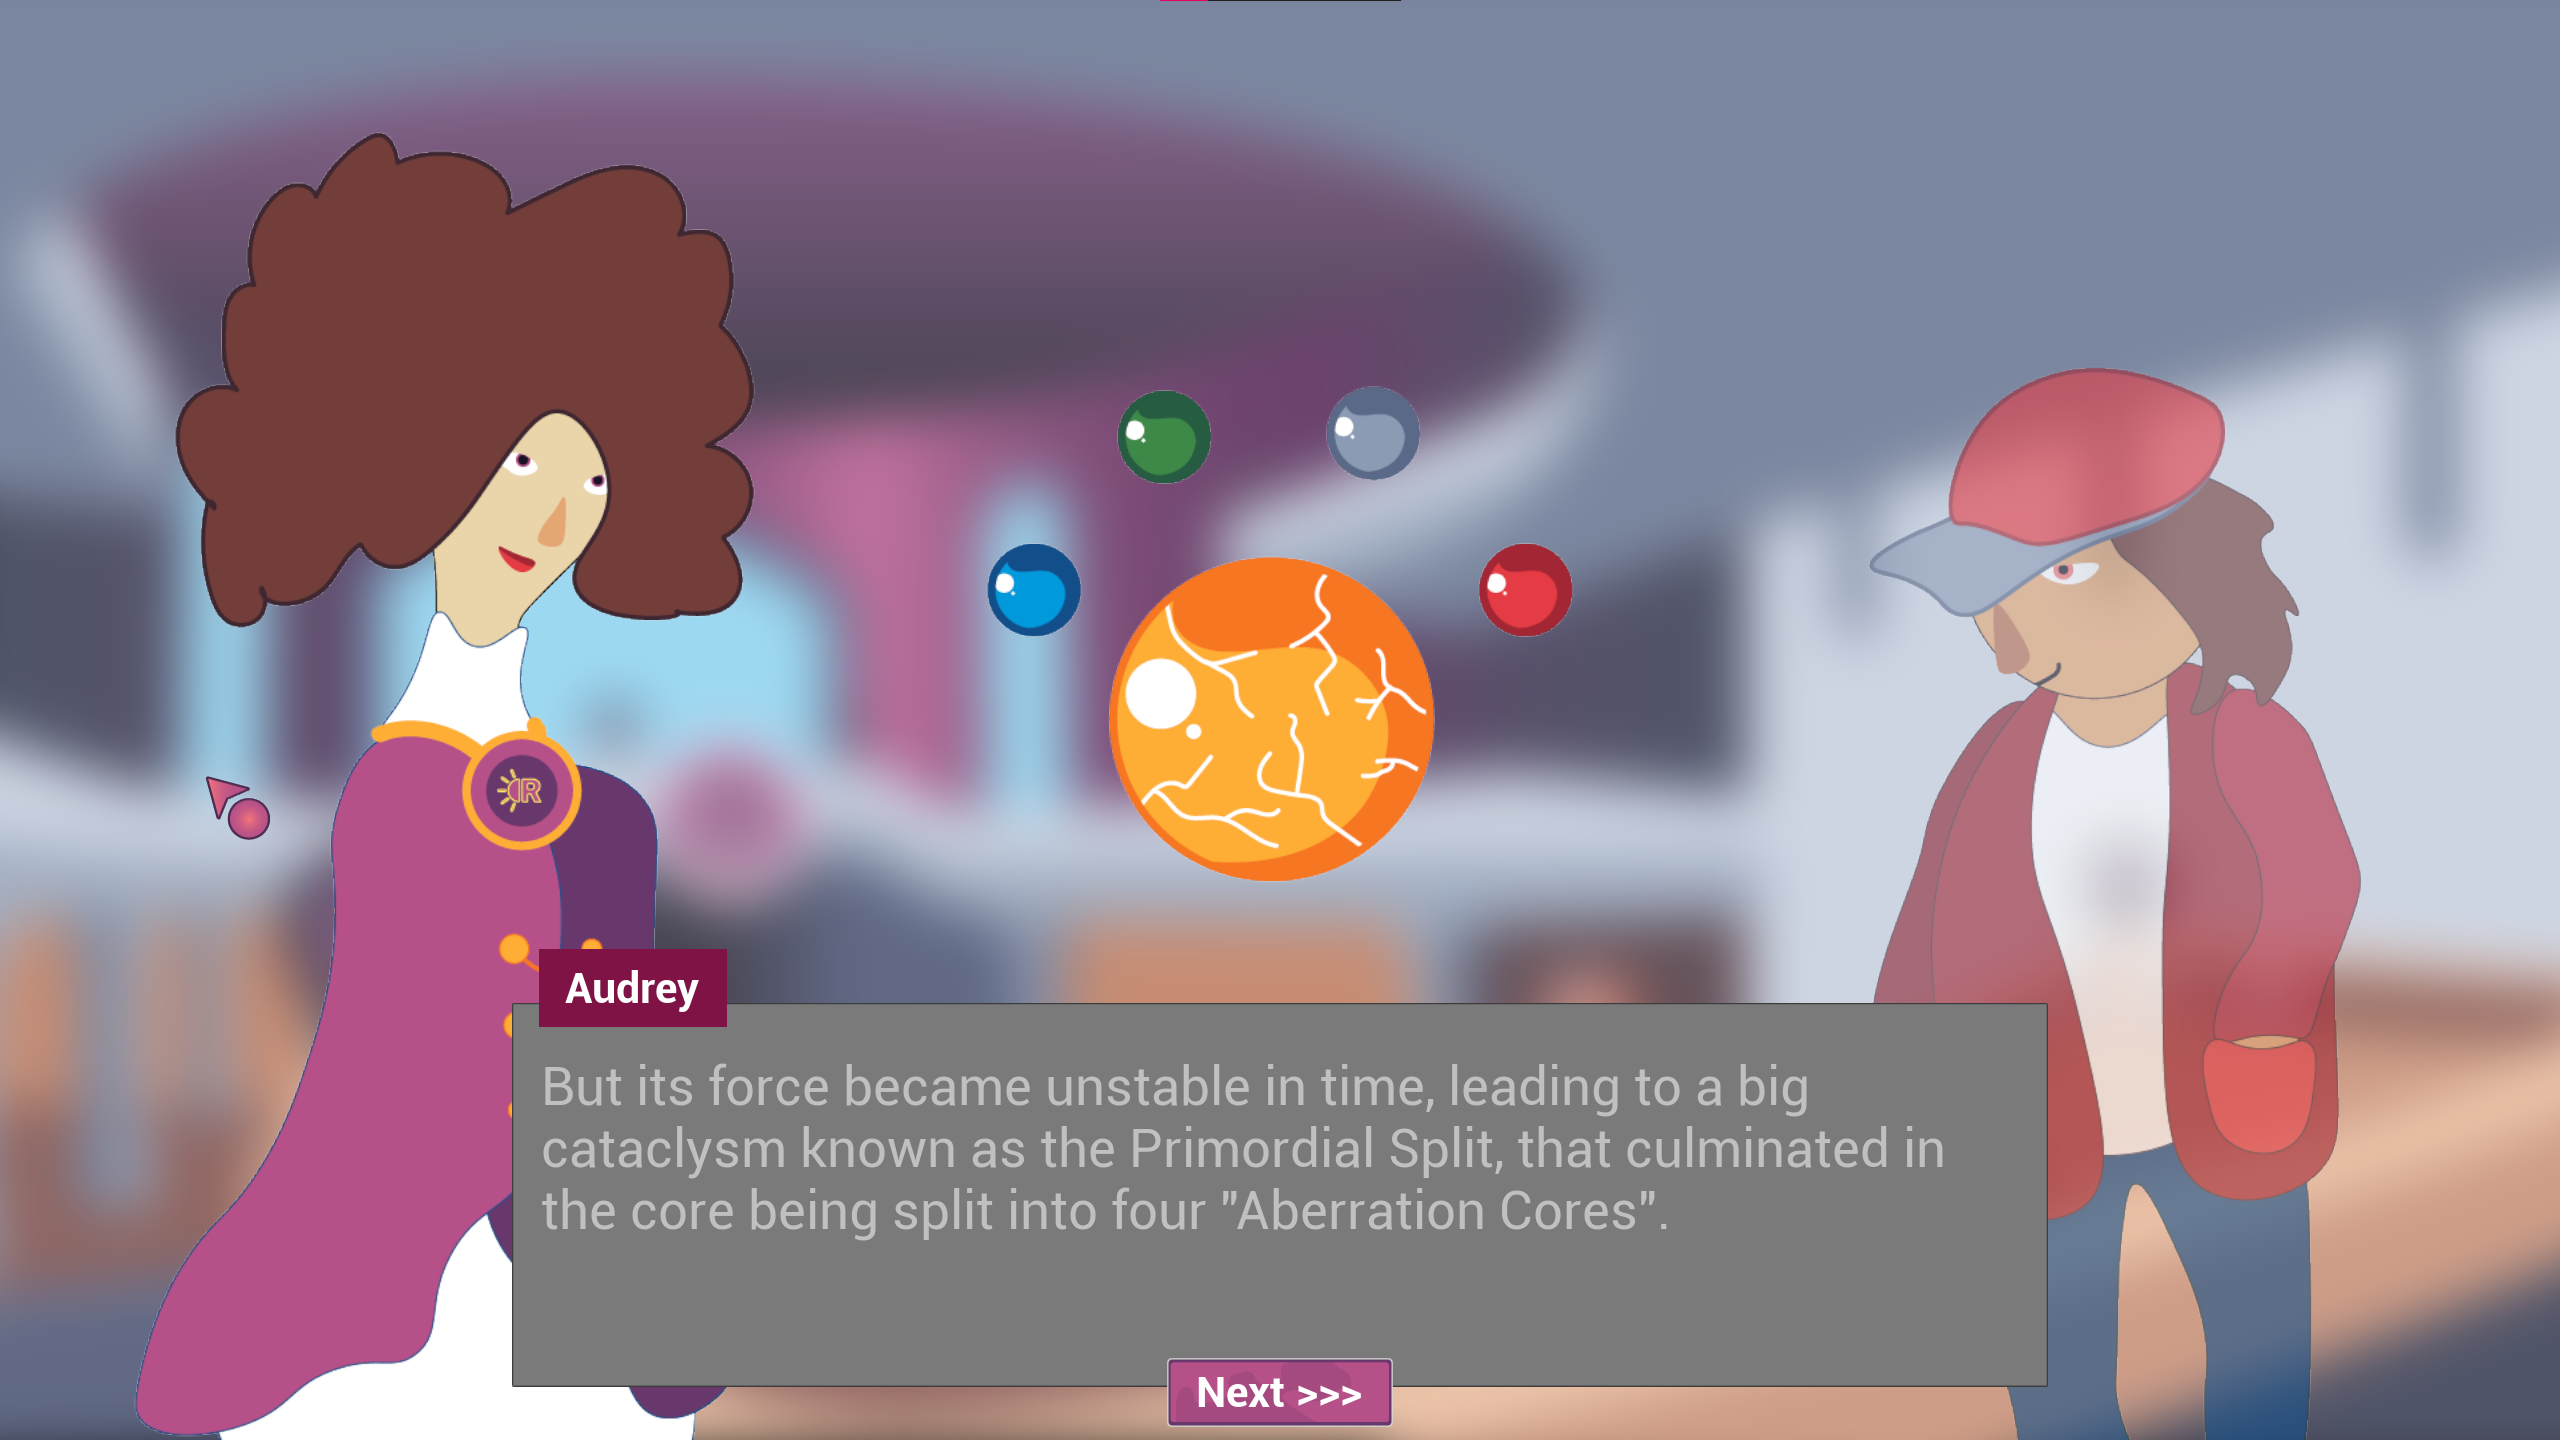 R
Audrey
But its force became unstable in time, leading to a big
cataclysm known as the Primordial Split, that culminated in
the core being split into four "Aberration Cores".
Next >>>